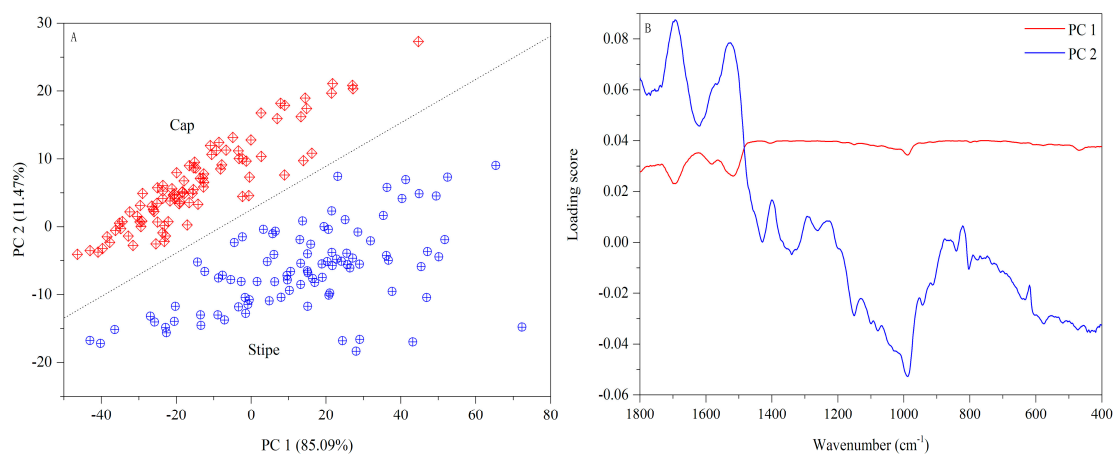 A
Cap
Stipe
PC 2 (11.47%)
30
20
10
0
-10
-20
-40
-20
0
20
40
60
80
PC 1 (85.09%)
B
PC 1
PC 2
Loading score
0.08
0.06
0.04
0.02
0.00
-0.02
-0.04
-0.06
1800
1600
1400
1200
1000
800
600
400
Wavenumber (cm⁻¹)